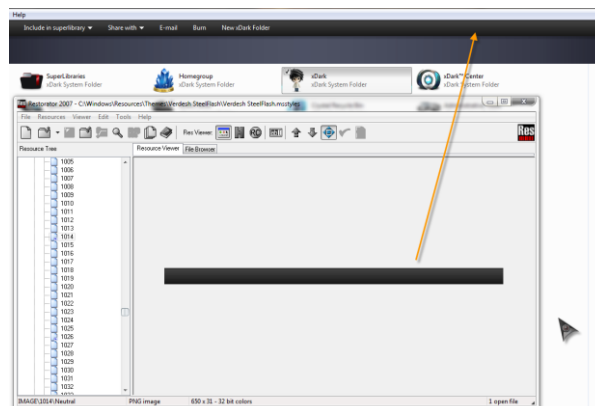 Help
Include in superlibrary ▼ Share with ▼ E-mail Burn New xDark Folder
SuperLibraries
xDark System Folder
Homegroup
xDark System Folder
xDark
xDark System Folder
xDark™ Center
xDark System Folder
Restorator 2007 - C:\Windows\Resources\Themes\Verdesh SteelFlash\Verdesh SteelFlash.msstyles
File Resources Viewer Edit Tools Help
Res Viewer
Res
Resource Tree
Resource Viewer File Browser
1005
1006
1007
1008
1009
1010
1011
1012
1013
1014
1015
1016
1017
1018
1019
1020
1021
1022
1023
1024
1025
1026
1027
1028
1029
1030
1031
1032
IMAGE\1014\Neutral PNG image 650 x 31 - 32 bit colors 1 open file